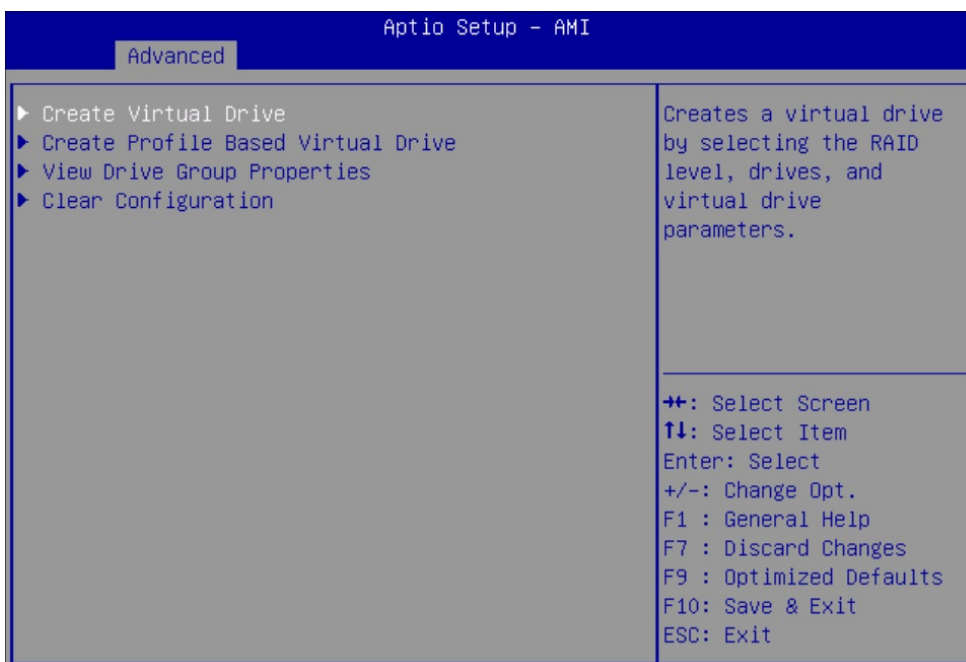 Aptio Setup – AMI
Advanced
▶ Create Virtual Drive
▶ Create Profile Based Virtual Drive
▶ View Drive Group Properties
▶ Clear Configuration
Creates a virtual drive
by selecting the RAID
level, drives, and
virtual drive
parameters.
→←: Select Screen
↑↓: Select Item
Enter: Select
+/-: Change Opt.
F1 : General Help
F7 : Discard Changes
F9 : Optimized Defaults
F10: Save & Exit
ESC: Exit